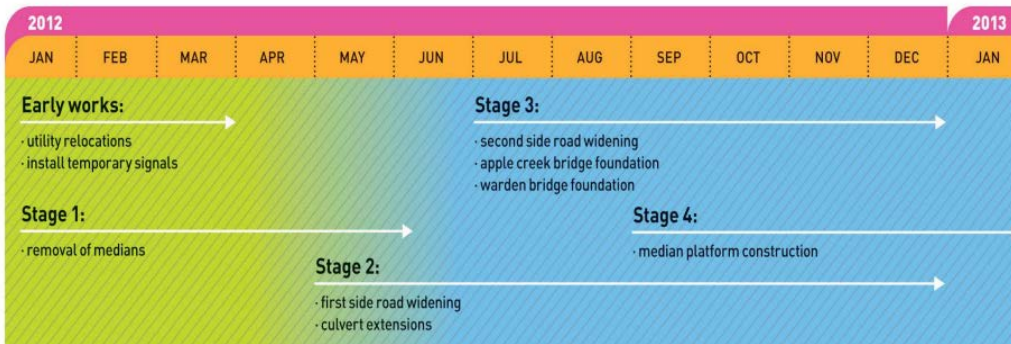 2012 2013
JAN FEB MAR APR MAY JUN JUL AUG SEP OCT NOV DEC JAN
Early works:
· utility relocations
· install temporary signals
Stage 1:
· removal of medians
Stage 2:
· first side road widening
· culvert extensions
Stage 3:
· second side road widening
· apple creek bridge foundation
· warden bridge foundation
Stage 4:
· median platform construction